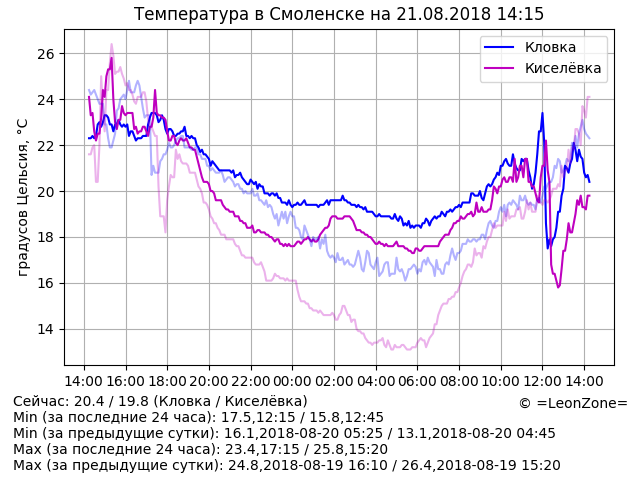 Температура в Смоленске на 21.08.2018 14:15
Кловка
Киселёвка
градусов Цельсия, °C
26
24
22
20
18
16
14
14:00 16:00 18:00 20:00 22:00 00:00 02:00 04:00 06:00 08:00 10:00 12:00 14:00
© =LeonZone=
Сейчас: 20.4 / 19.8 (Кловка / Киселёвка)
Min (за последние 24 часа): 17.5,12:15 / 15.8,12:45
Min (за предыдущие сутки): 16.1,2018-08-20 05:25 / 13.1,2018-08-20 04:45
Max (за последние 24 часа): 23.4,17:15 / 25.8,15:20
Max (за предыдущие сутки): 24.8,2018-08-19 16:10 / 26.4,2018-08-19 15:20